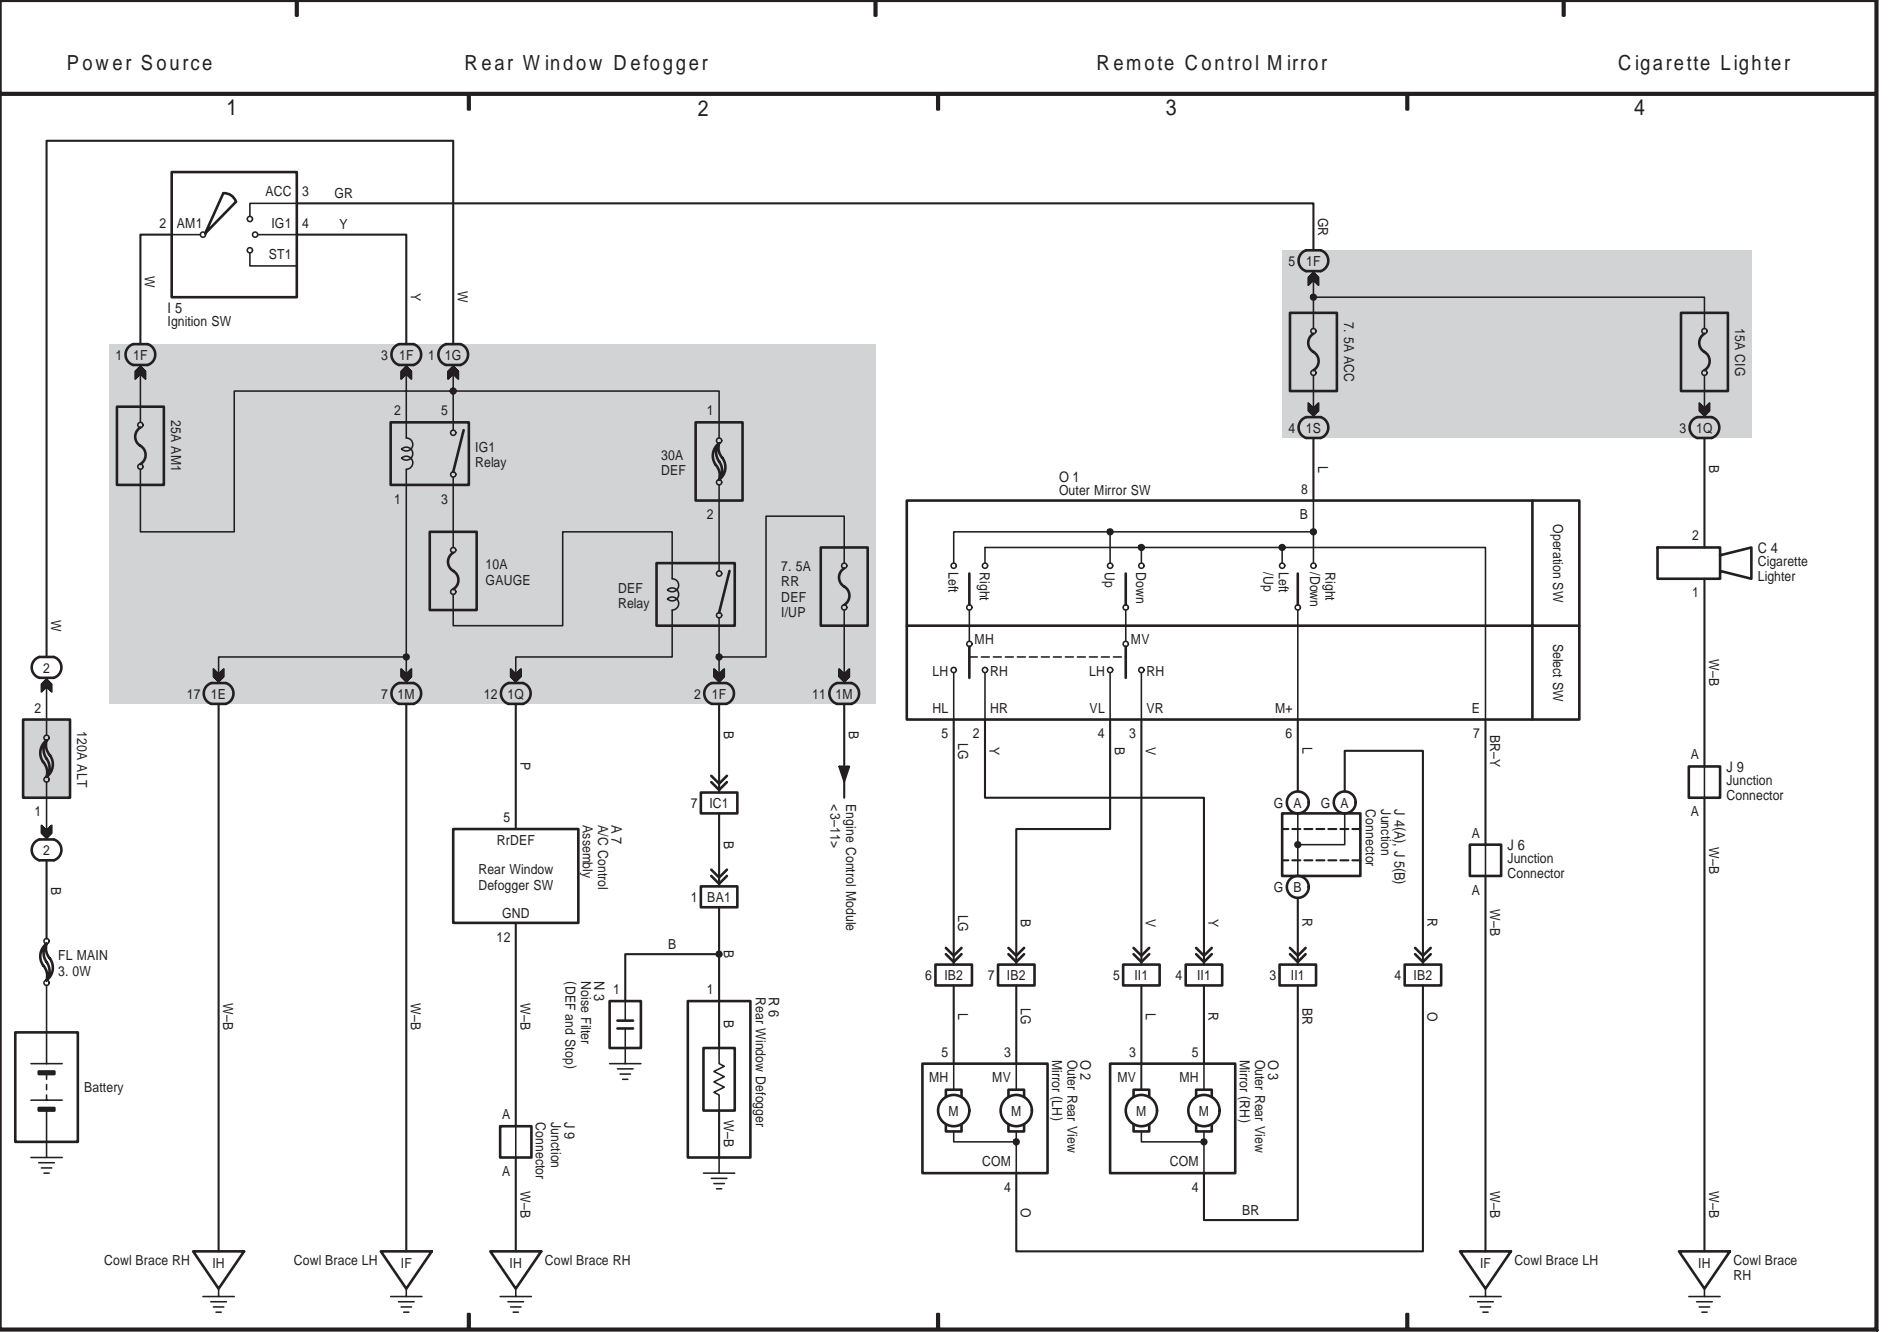 Power Source
Rear Window Defogger
Remote Control Mirror
Cigarette Lighter
1
2
3
4
ACC 3 GR
2 AM1
IG1 4 Y
ST1
W
I 5
Ignition SW
Y
W
GR
1 1F
3 1F
1 1G
25A AM1
2
5
IG1
Relay
1
3
1
30A
DEF
2
10A
GAUGE
DEF
Relay
7. 5A
RR
DEF
I/UP
17 1E
7 1M
12 1Q
2 1F
11 1M
5 1F
7. 5A ACC
15A CIG
4 1S
3 1Q
L
B
W
2
2
120A ALT
1
2
B
FL MAIN
3. 0W
Battery
W–B
W–B
P
5
RrDEF
Rear Window
Defogger SW
GND
12
A 7
A/C Control
Assembly
W–B
A
J 9
Junction
Connector
A
W–B
B
7 IC1
B
1 BA1
B
B
1
N 3
Noise Filter
(DEF and Stop)
1
B
W–B
R 6
Rear Window Defogger
B
Engine Control Module
<3–11>
O 1
Outer Mirror SW
8
B
Operation SW
Left
Right
Up
Down
Left
/Up
Right
/Down
Select SW
MH
MV
LH
RH
LH
RH
HL
HR
VL
VR
M+
E
5
2
4
3
6
7
LG
Y
B
V
L
BR–Y
G A
G A
J 4(A), J 5(B)
Junction
Connector
G B
A
J 6
Junction
Connector
A
W–B
LG
B
V
Y
R
R
6 IB2
7 IB2
5 II1
4 II1
3 II1
4 IB2
L
LG
L
R
BR
O
5
3
3
5
MH
MV
M
M
COM
4
O 2
Outer Rear View
Mirror (LH)
MV
MH
M
M
COM
4
O 3
Outer Rear View
Mirror (RH)
O
BR
W–B
2
C 4
Cigarette
Lighter
1
W–B
A
J 9
Junction
Connector
A
W–B
W–B
Cowl Brace RH IH
Cowl Brace LH IF
IH Cowl Brace RH
IF Cowl Brace LH
IH Cowl Brace
RH